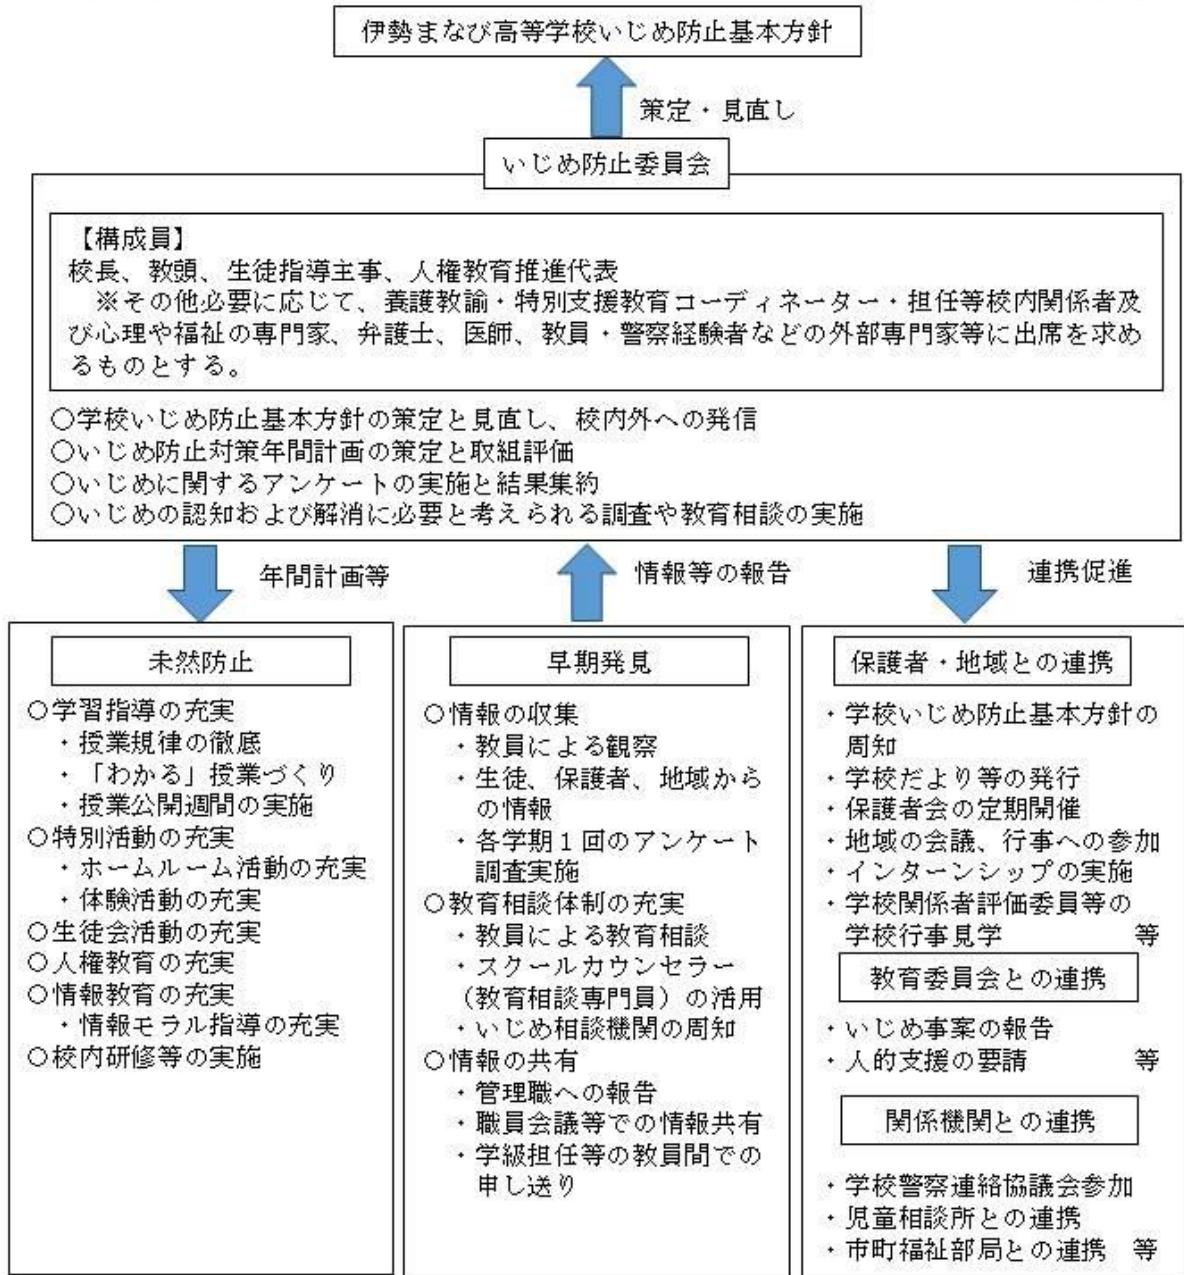 伊勢まなび高等学校いじめ防止基本方針
策定・見直し
いじめ防止委員会
【構成員】
校長、教頭、生徒指導主事、人権教育推進代表
※その他必要に応じて、養護教諭・特別支援教育コーディネーター・担任等校内関係者及
び心理や福祉の専門家、弁護士、医師、教員・警察経験者などの外部専門家等に出席を求め
るものとする。
○学校いじめ防止基本方針の策定と見直し、校内外への発信
○いじめ防止対策年間計画の策定と取組評価
○いじめに関するアンケートの実施と結果集約
○いじめの認知および解消に必要と考えられる調査や教育相談の実施
年間計画等
情報等の報告
連携促進
未然防止
○学習指導の充実
・授業規律の徹底
・「わかる」授業づくり
・授業公開週間の実施
○特別活動の充実
・ホームルーム活動の充実
・体験活動の充実
○生徒会活動の充実
○人権教育の充実
○情報教育の充実
・情報モラル指導の充実
○校内研修等の実施
早期発見
○情報の収集
・教員による観察
・生徒、保護者、地域から
の情報
・各学期1回のアンケート
調査実施
○教育相談体制の充実
・教員による教育相談
・スクールカウンセラー
（教育相談専門員）の活用
・いじめ相談機関の周知
○情報の共有
・管理職への報告
・職員会議等での情報共有
・学級担任等の教員間での
申し送り
保護者・地域との連携
・学校いじめ防止基本方針の
周知
・学校だより等の発行
・保護者会の定期開催
・地域の会議、行事への参加
・インターンシップの実施
・学校関係者評価委員等の
学校行事見学 等
教育委員会との連携
・いじめ事案の報告
・人的支援の要請 等
関係機関との連携
・学校警察連絡協議会参加
・児童相談所との連携
・市町福祉部局との連携 等